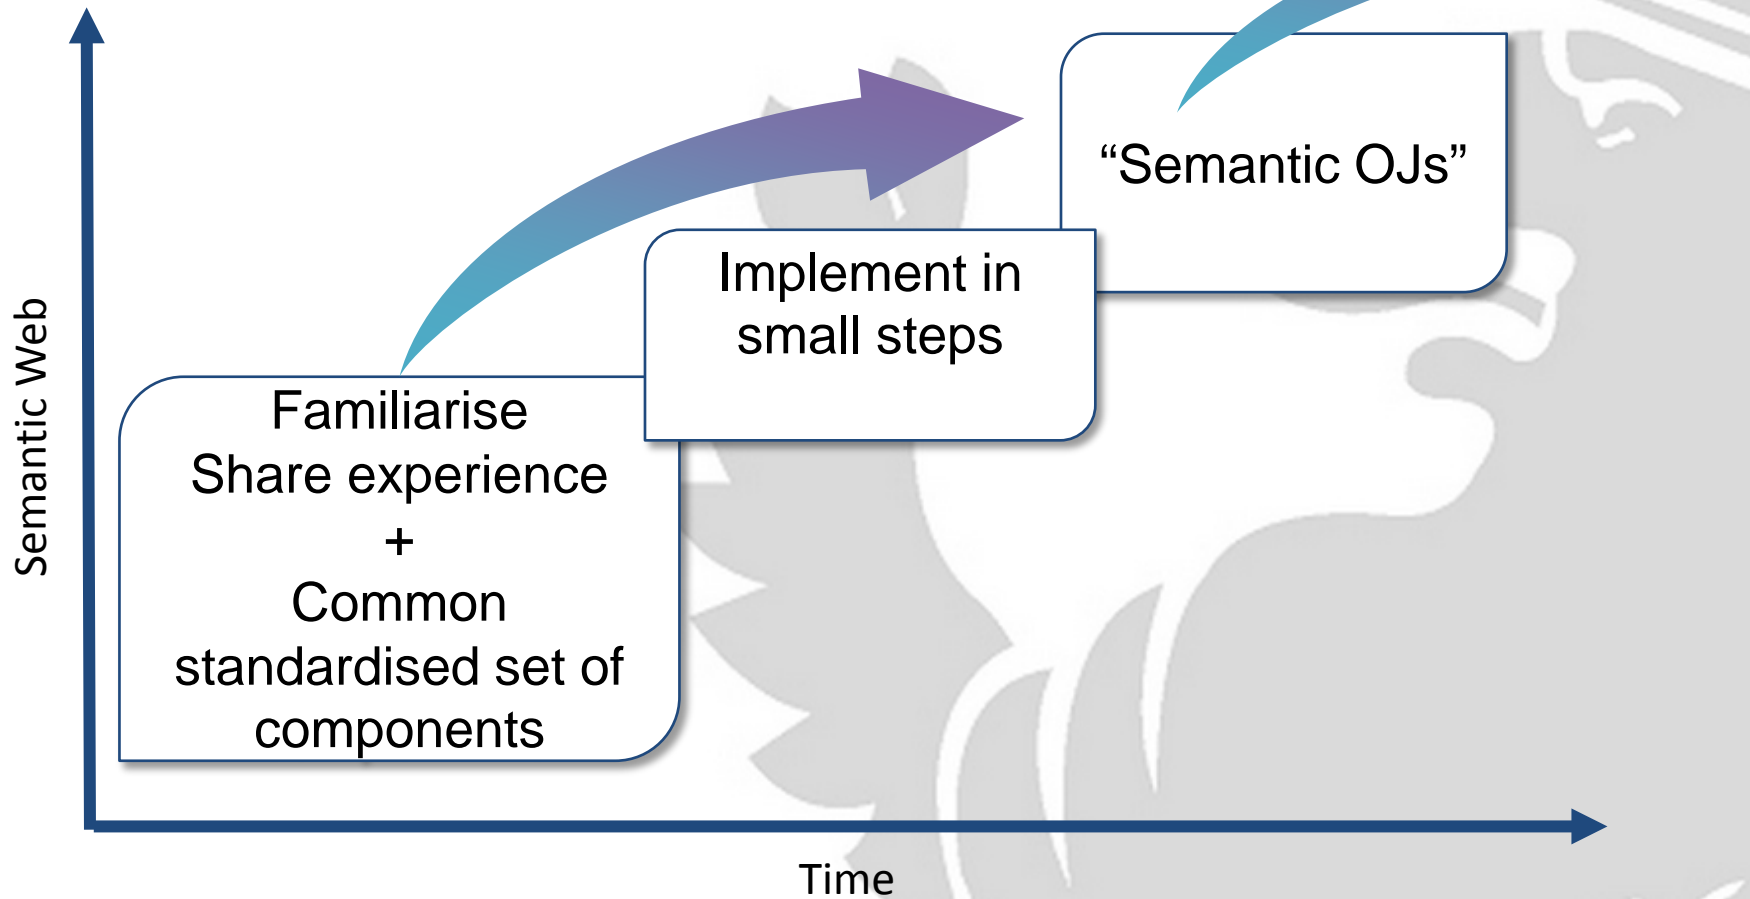 “Semantic OJs”
Implement in
small steps
Familiarise
Share experience
+
Common
standardised set of
components
Semantic Web
Time